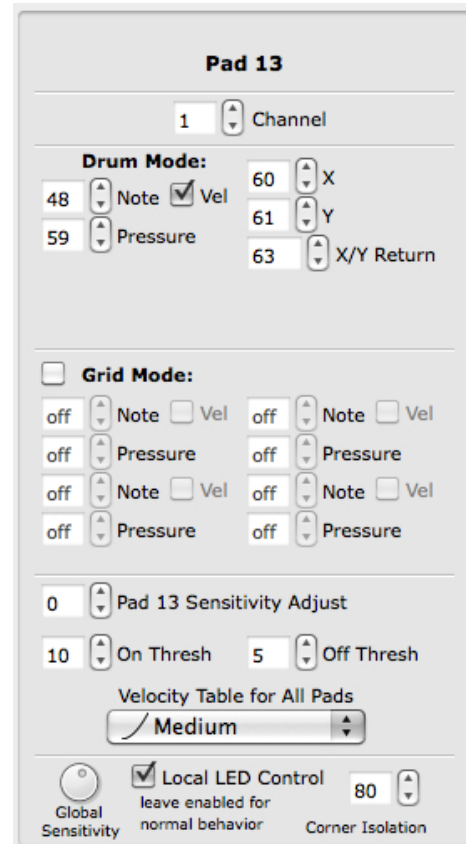 Pad 13
1 Channel
Drum Mode:
48 Note Vel
59 Pressure
60 X
61 Y
63 X/Y Return
Grid Mode:
off Note Vel off Note Vel
off Pressure off Pressure
off Note Vel off Note Vel
off Pressure off Pressure
0 Pad 13 Sensitivity Adjust
10 On Thresh 5 Off Thresh
Velocity Table for All Pads
Medium
Global
Sensitivity
Local LED Control
leave enabled for
normal behavior
80
Corner Isolation